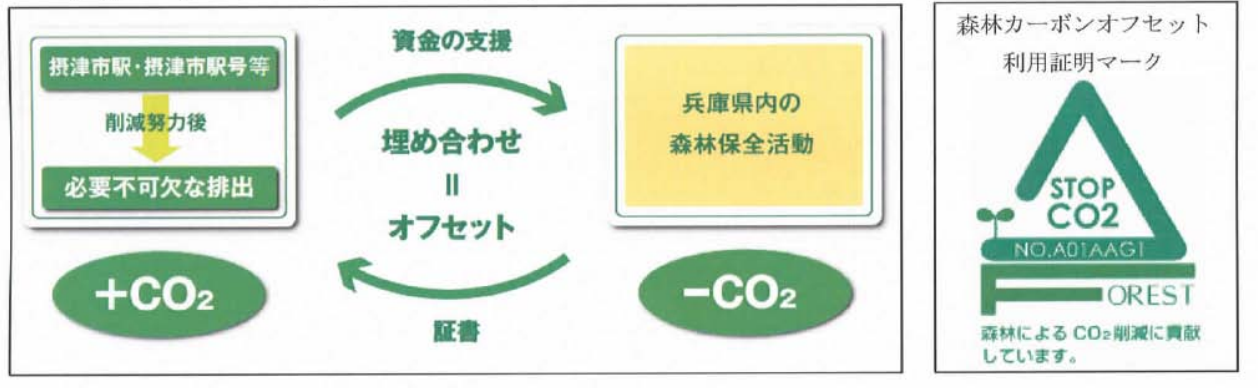 摂津市駅・摂津市駅号等
削減努力後
必要不可欠な排出
+CO₂
資金の支援
埋め合わせ
=
オフセット
証書
兵庫県内の
森林保全活動
-CO₂
森林カーボンオフセット
利用証明マーク
STOP
CO2
NO.A01AAG1
FOREST
森林による CO₂削減に貢献
しています。